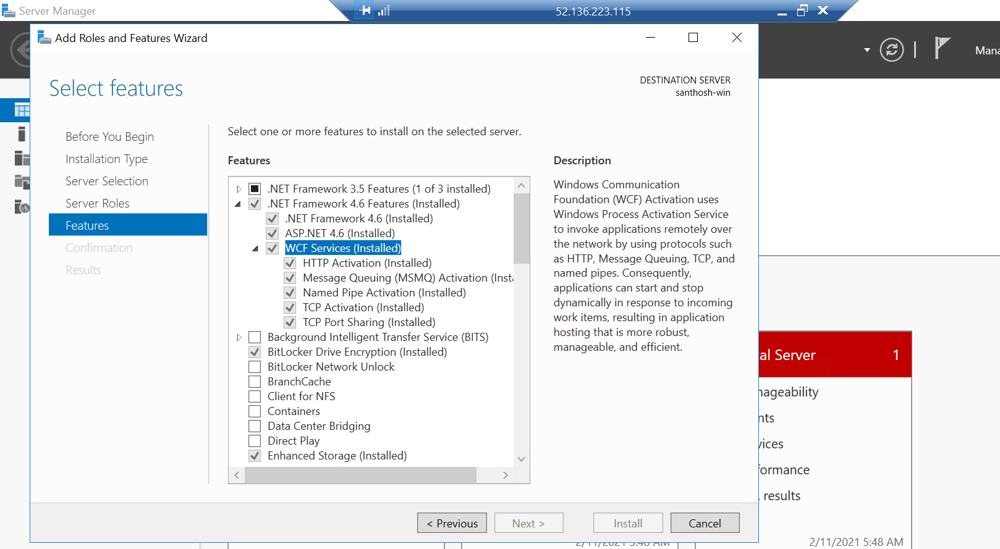 Server Manager
52.136.223.115
Add Roles and Features Wizard
Select features
DESTINATION SERVER
santhosh-win
Before You Begin
Installation Type
Server Selection
Server Roles
Features
Confirmation
Results
Select one or more features to install on the selected server.
Features
.NET Framework 3.5 Features (1 of 3 installed)
.NET Framework 4.6 Features (Installed)
.NET Framework 4.6 (Installed)
ASP.NET 4.6 (Installed)
WCF Services (Installed)
HTTP Activation (Installed)
Message Queuing (MSMQ) Activation (Insta
Named Pipe Activation (Installed)
TCP Activation (Installed)
TCP Port Sharing (Installed)
Background Intelligent Transfer Service (BITS)
BitLocker Drive Encryption (Installed)
BitLocker Network Unlock
BranchCache
Client for NFS
Containers
Data Center Bridging
Direct Play
Enhanced Storage (Installed)
Description
Windows Communication
Foundation (WCF) Activation uses
Windows Process Activation Service
to invoke applications remotely over
the network by using protocols such
as HTTP, Message Queuing, TCP, and
named pipes. Consequently,
applications can start and stop
dynamically in response to incoming
work items, resulting in application
hosting that is more robust,
manageable, and efficient.
< Previous
Next >
Install
Cancel
Mana
al Server 1
nageability
nts
vices
formance
results
2/11/2021 5:48 AM
2/11/2021 5:48 AM